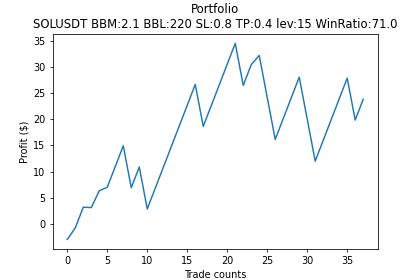 Portfolio
SOLUSDT BBM:2.1 BBL:220 SL:0.8 TP:0.4 lev:15 WinRatio:71.0
35
30
25
20
15
10
5
0
Profit ($)
0 5 10 15 20 25 30 35
Trade counts